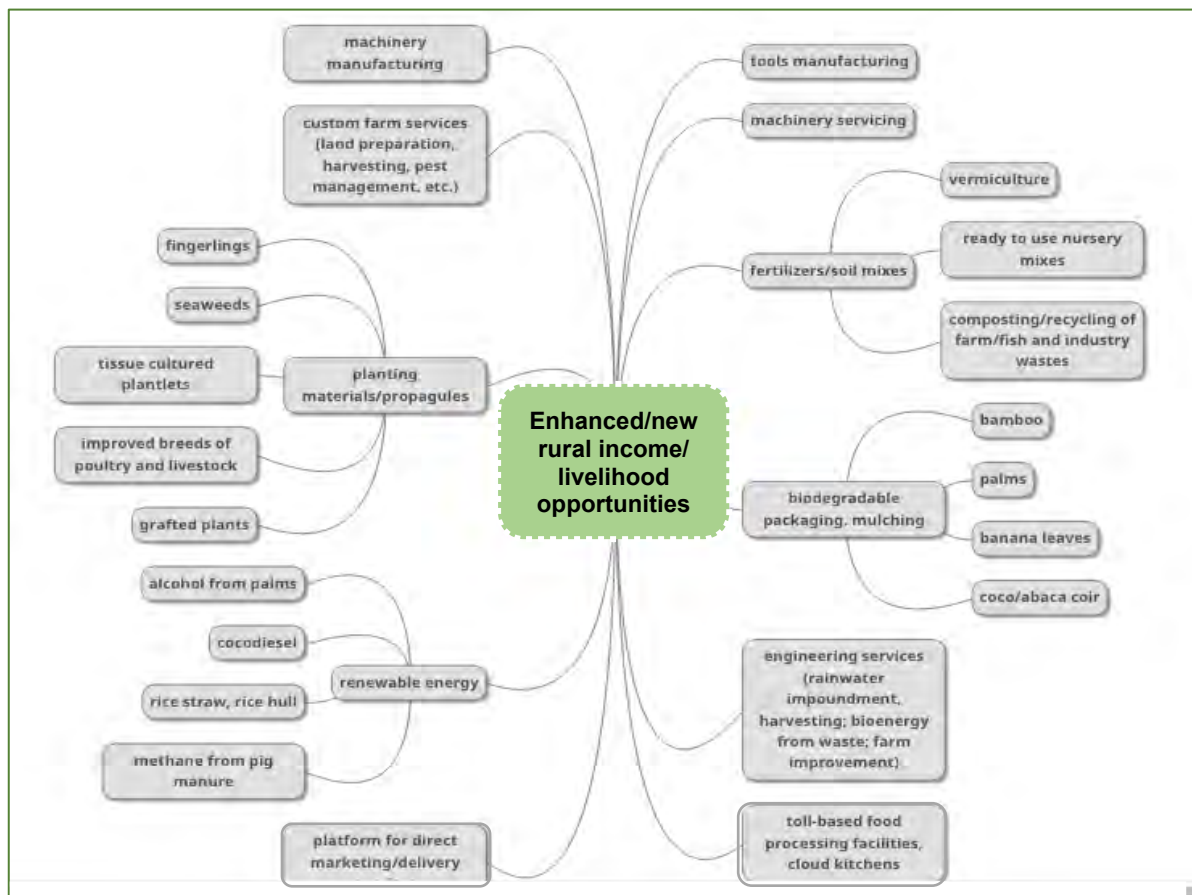 machinery
manufacturing
custom farm services
(land preparation,
harvesting, pest
management, etc.)
fingerlings
seaweeds
tissue cultured
plantlets
planting
materials/propagules
improved breeds of
poultry and livestock
grafted plants
alcohol from palms
cocodiesel
renewable energy
rice straw, rice hull
methane from pig
manure
platform for direct
marketing/delivery
Enhanced/new
rural income/
livelihood
opportunities
tools manufacturing
machinery servicing
vermiculture
fertilizers/soil mixes
ready to use nursery
mixes
composting/recycling of
farm/fish and industry
wastes
bamboo
palms
biodegradable
packaging. mulching
banana leaves
coco/abaca coir
engineering services
(rainwater
impoundment,
harvesting; bioenergy
from waste; farm
improvement)
toll-based food
processing facilities,
cloud kitchens